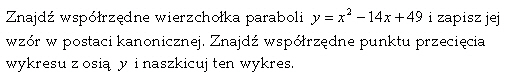 Znajdź współrzędne wierzchołka paraboli y = x² − 14x + 49 i zapisz jej
wzór w postaci kanonicznej. Znajdź współrzędne punktu przecięcia
wykresu z osią y i naszkicuj ten wykres.